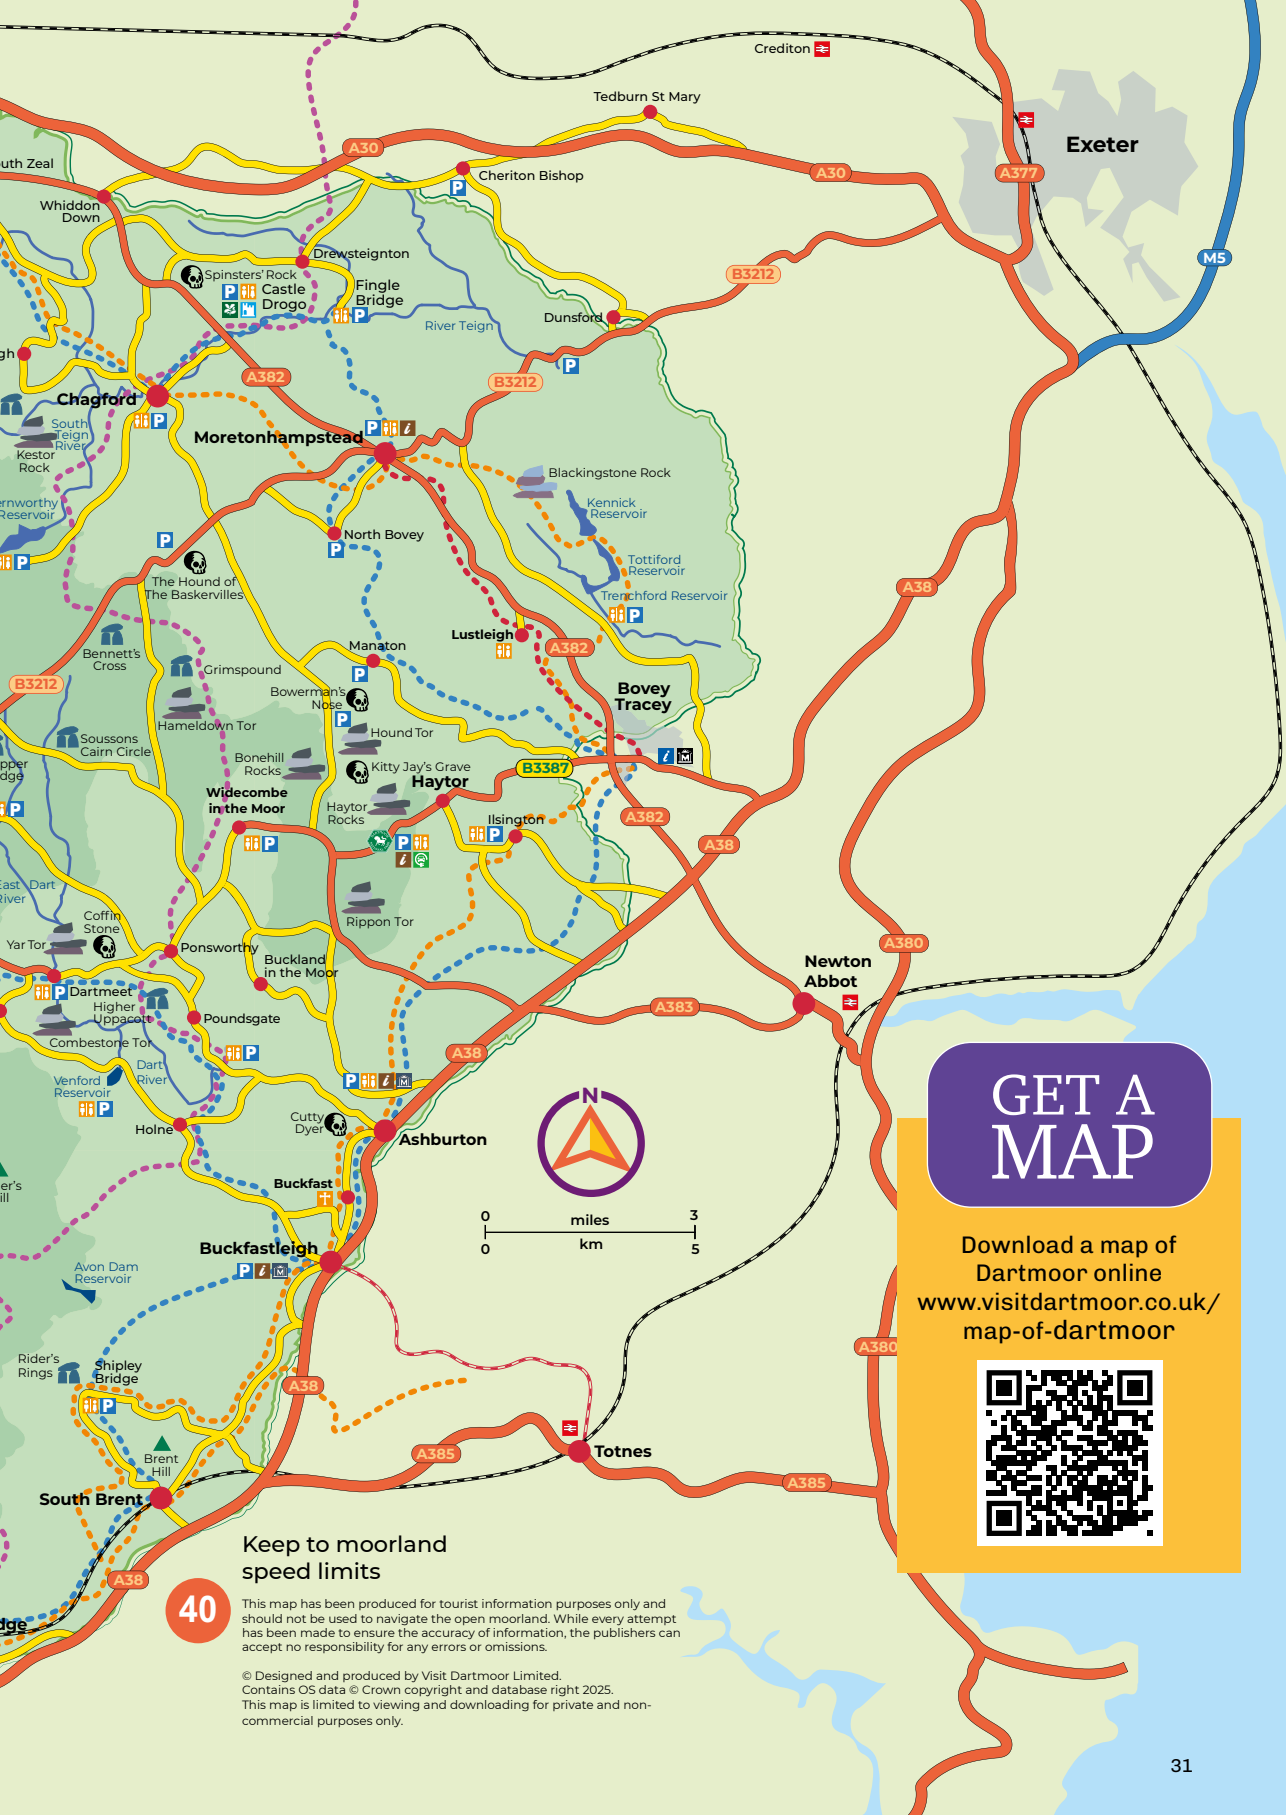 Crediton
Tedburn St Mary
Exeter
A30
A30
A377
Cheriton Bishop
P
uth Zeal
Whiddon
Down
Drewsteignton
M5
B3212
Spinsters' Rock
Castle
Drogo
P
Fingle
Bridge
P
River Teign
Dunsford
P
gh
A382
B3212
Chagford
P
South
Teign
River
Kestor
Rock
Moretonhampstead
P i
Blackingstone Rock
Kennick
Reservoir
ernworthy
Reservoir
P
P
North Bovey
P
The Hound of
The Baskervilles
Tottiford
Reservoir
Trenchford Reservoir
P
A38
Lustleigh
A382
Bennett's
Cross
Grimspound
Manaton
P
B3212
Bowerman's
Nose
P
Bovey
Tracey
Hameldown Tor
Hound Tor
Soussons
Cairn Circle
Bonehill
Rocks
Kitty Jay's Grave
B3387
i M
pper
dge
Haytor
Widecombe
in the Moor
P
Haytor
Rocks
P
P
i
Ilsington
P
A382
A38
East Dart
River
Rippon Tor
Coffin
Stone
Yar Tor
Ponsworthy
Buckland
in the Moor
A380
Newton
Abbot
P
Dartmeet
Higher
Uppacott
Poundsgate
A383
Combestone Tor
P
A38
Dart
River
Venford
Reservoir
P
P i M
Holne
Cutty
Dyer
Ashburton
N
er's
ill
Buckfast
0 miles 3
0 km 5
Buckfastleigh
P i M
Avon Dam
Reservoir
A380
Rider's
Rings
Shipley
Bridge
P
A38
A385
Totnes
A385
Brent
Hill
South Brent
A38
dge
GET A
MAP
Download a map of
Dartmoor online
www.visitdartmoor.co.uk/
map-of-dartmoor
Keep to moorland
speed limits
40
This map has been produced for tourist information purposes only and
should not be used to navigate the open moorland. While every attempt
has been made to ensure the accuracy of information, the publishers can
accept no responsibility for any errors or omissions.
© Designed and produced by Visit Dartmoor Limited.
Contains OS data © Crown copyright and database right 2025.
This map is limited to viewing and downloading for private and non-
commercial purposes only.
31